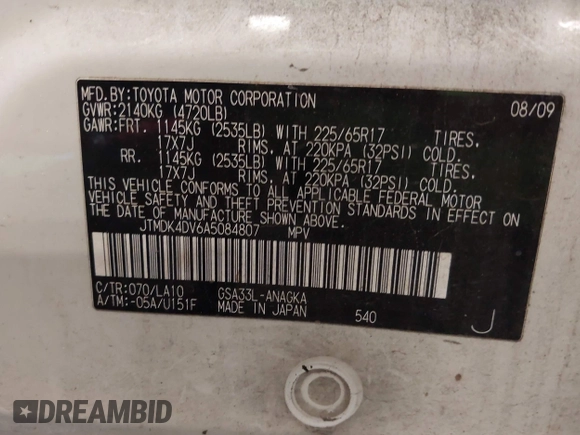 MFD.BY:TOYOTA MOTOR CORPORATION 08/09
GVWR:2140KG (4720LB)
GAWR:FRT. 1145KG (2535LB) WITH 225/65R17 TIRES,
17X7J RIMS, AT 220KPA (32PSI) COLD.
RR. 1145KG (2535LB) WITH 225/65R17 TIRES,
17X7J RIMS, AT 220KPA (32PSI) COLD.
THIS VEHICLE CONFORMS TO ALL APPLICABLE FEDERAL MOTOR
VEHICLE SAFETY AND THEFT PREVENTION STANDARDS IN EFFECT
ON THE DATE OF MANUFACTURE SHOWN ABOVE.
JTMDK4DV6A5084807 MPV
C/TR:070/LA10 GSA33L-ANAGKA
A/TM:-05A/U151F MADE IN JAPAN 540 J
DREAMBID